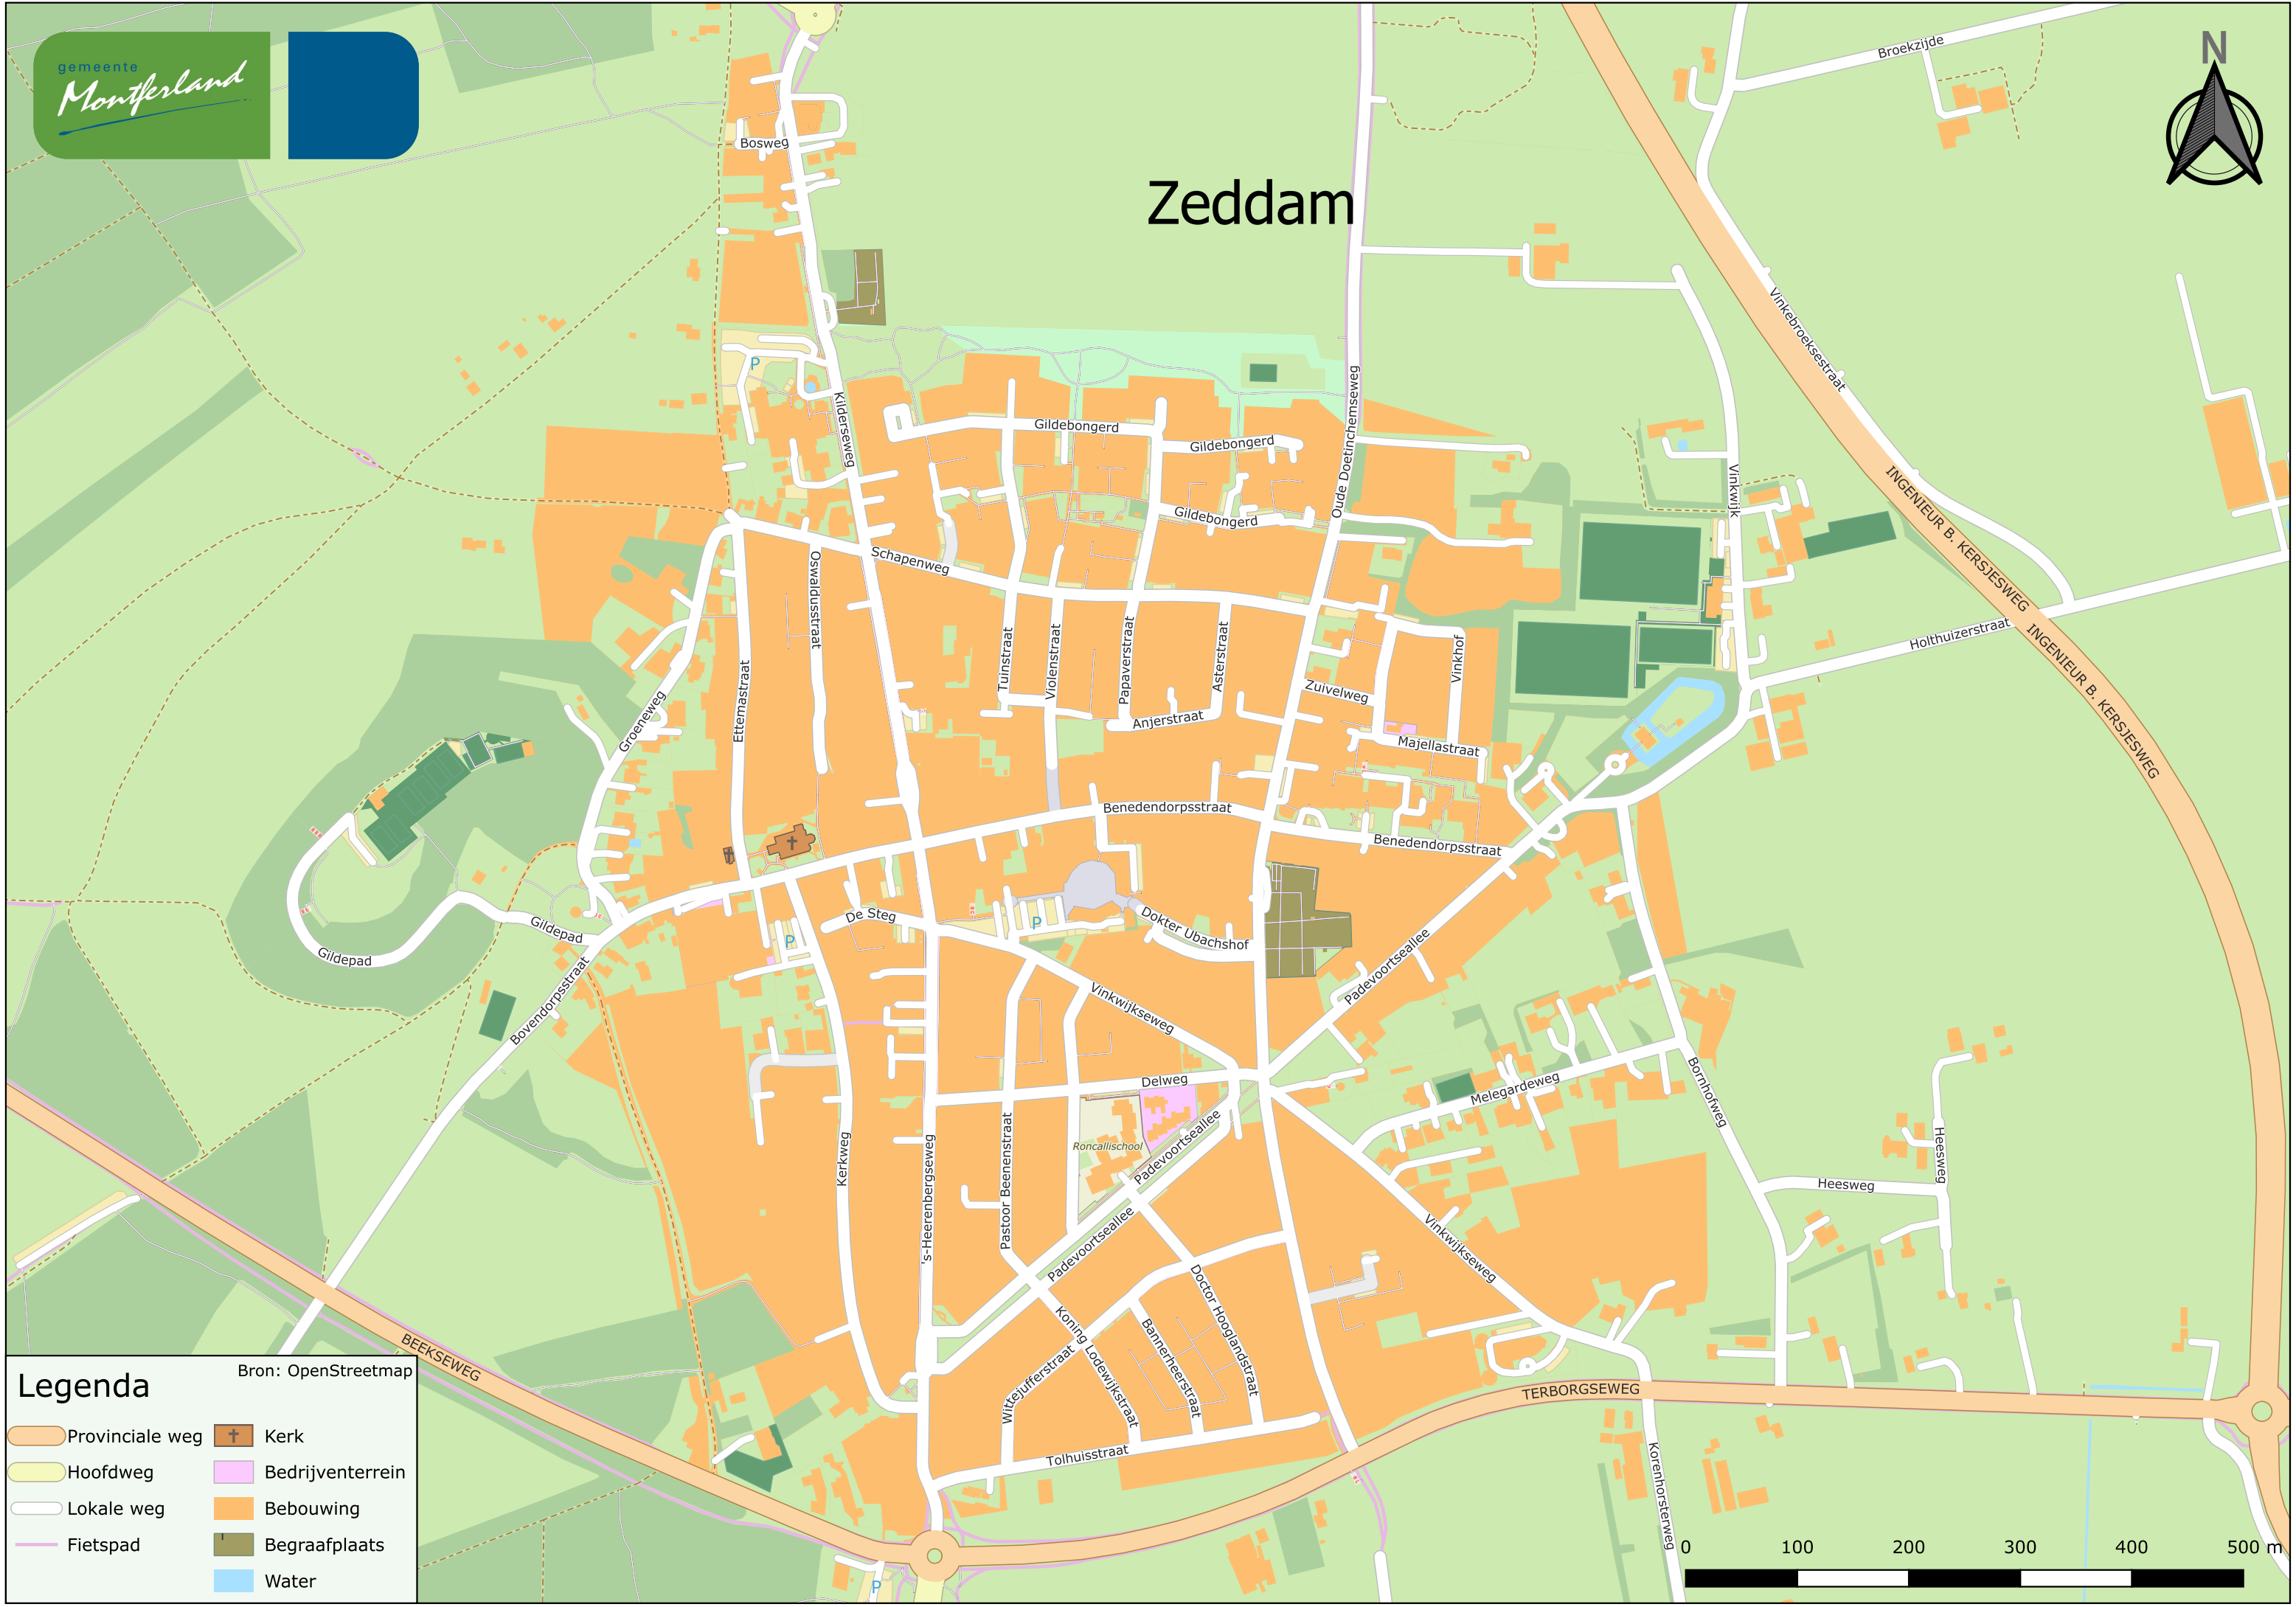 gemeente
Montferland
Zeddam
N
Broekzijde
Bosweg
Vinkebroeksestraat
P
Kilderseweg
Gildebongerd
Gildebongerd
Gildebongerd
Oude Doetinchemseweg
Vinkwijk
INGENIEUR B. KERSJESWEG
INGENIEUR B. KERSJESWEG
Holthuizerstraat
Schapenweg
Oswaldusstraat
Ettemastraat
Groeneweg
Tuinstraat
Violenstraat
Papaverstraat
Asterstraat
Anjerstraat
Zuivelweg
Vinkhof
Majellastraat
Benedendorpsstraat
Benedendorpsstraat
Gildepad
Gildepad
Bovendorpsstraat
De Steg
P
P
Dokter Ubachshof
Padevoortseallee
Vinkwijkseweg
Delweg
Melegardeweg
Bornhofweg
Heesweg
Heesweg
Roncallischool
Padevoortseallee
Padevoortseallee
Kerkweg
's-Heerenbergseweg
Pastoor Beenenstraat
Vinkwijkseweg
Doctor Hooglandstraat
Koning Lodewijkstraat
Bannerheerstraat
Wittejufferstraat
Tolhuisstraat
BEEKSEWEG
TERBORGSEWEG
Korenhorsterweg
P
Bron: OpenStreetmap
Legenda
Provinciale weg
Hoofdweg
Lokale weg
Fietspad
Kerk
Bedrijventerrein
Bebouwing
Begraafplaats
Water
0 100 200 300 400 500 m